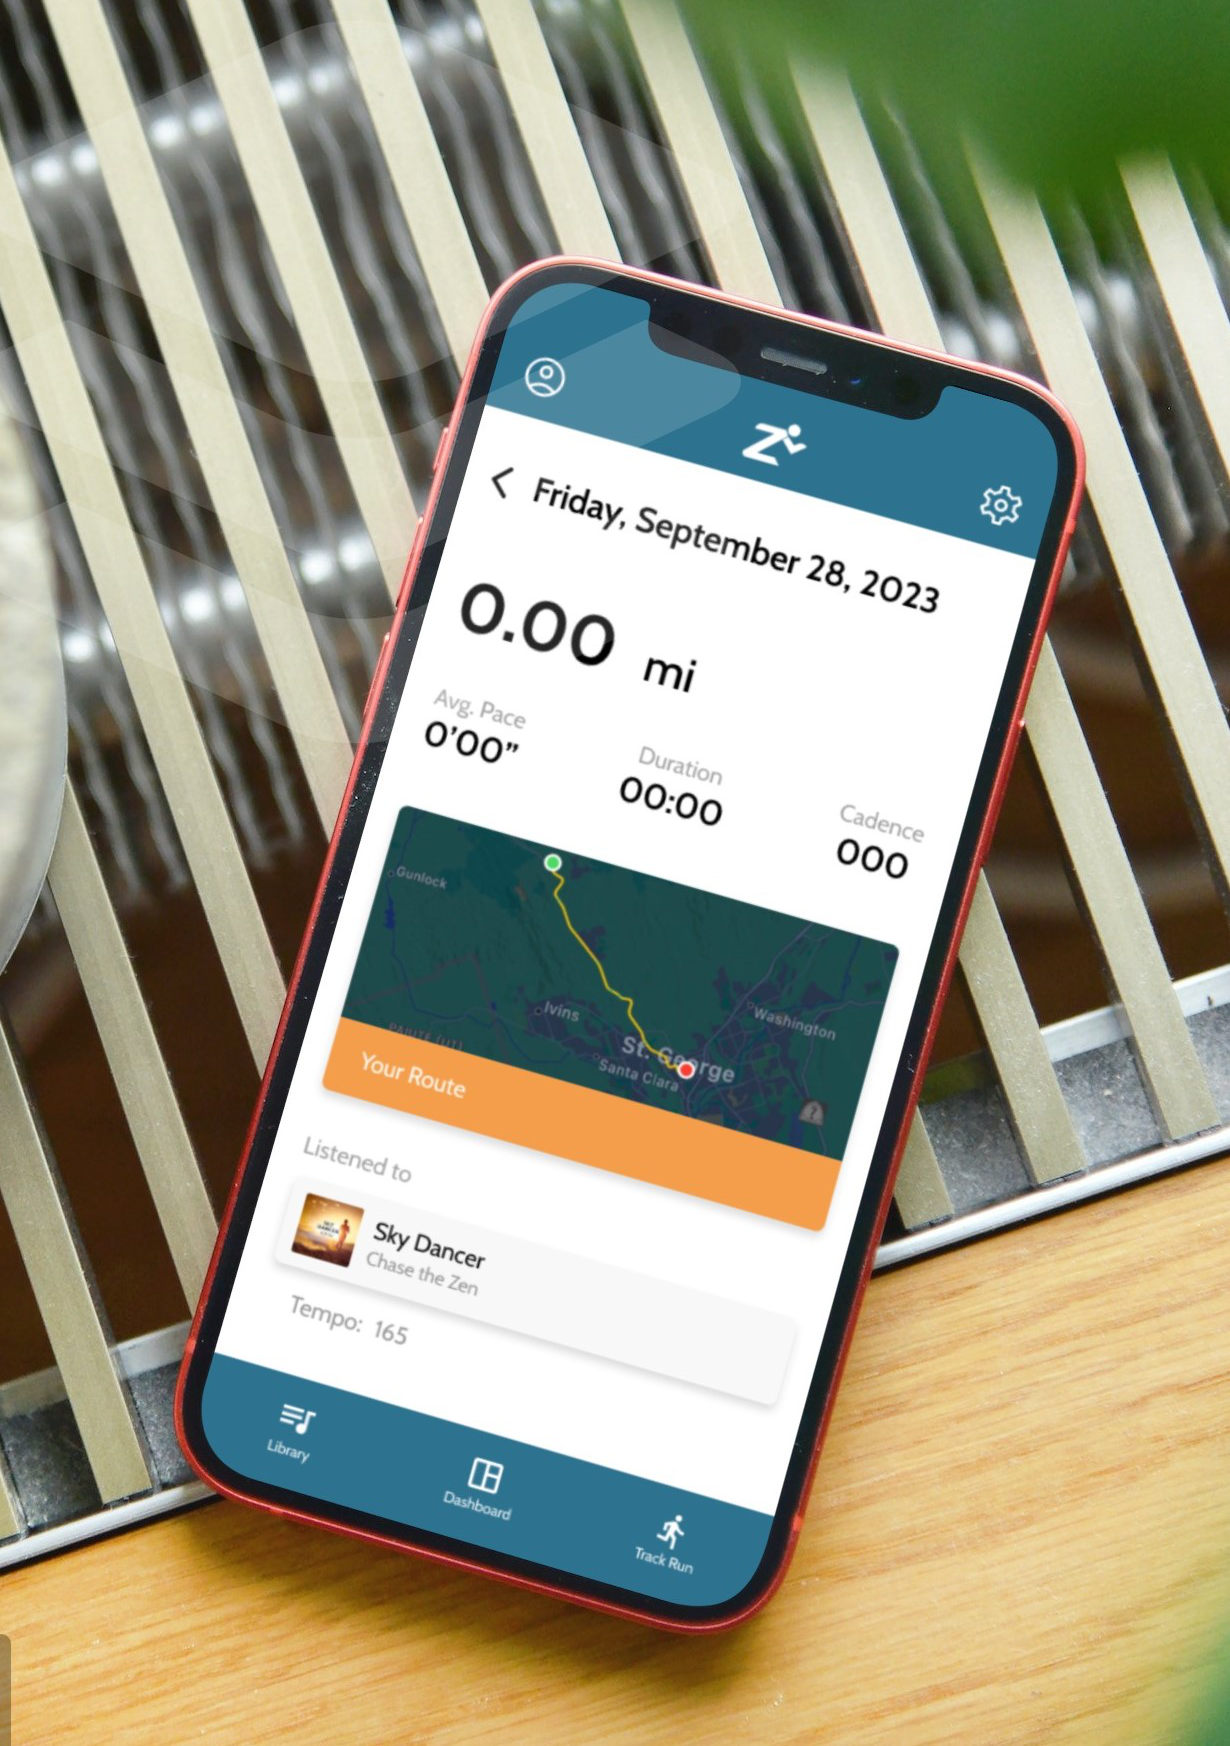 Friday, September 28, 2023
0.00 mi
Avg. Pace
0'00"
Duration
00:00
Cadence
000
Gunlock
Ivins
Washington
PAIUTE (UT)
St. George
Santa Clara
Your Route
Listened to
Sky Dancer
Chase the Zen
Tempo: 165
Library
Dashboard
Track Run